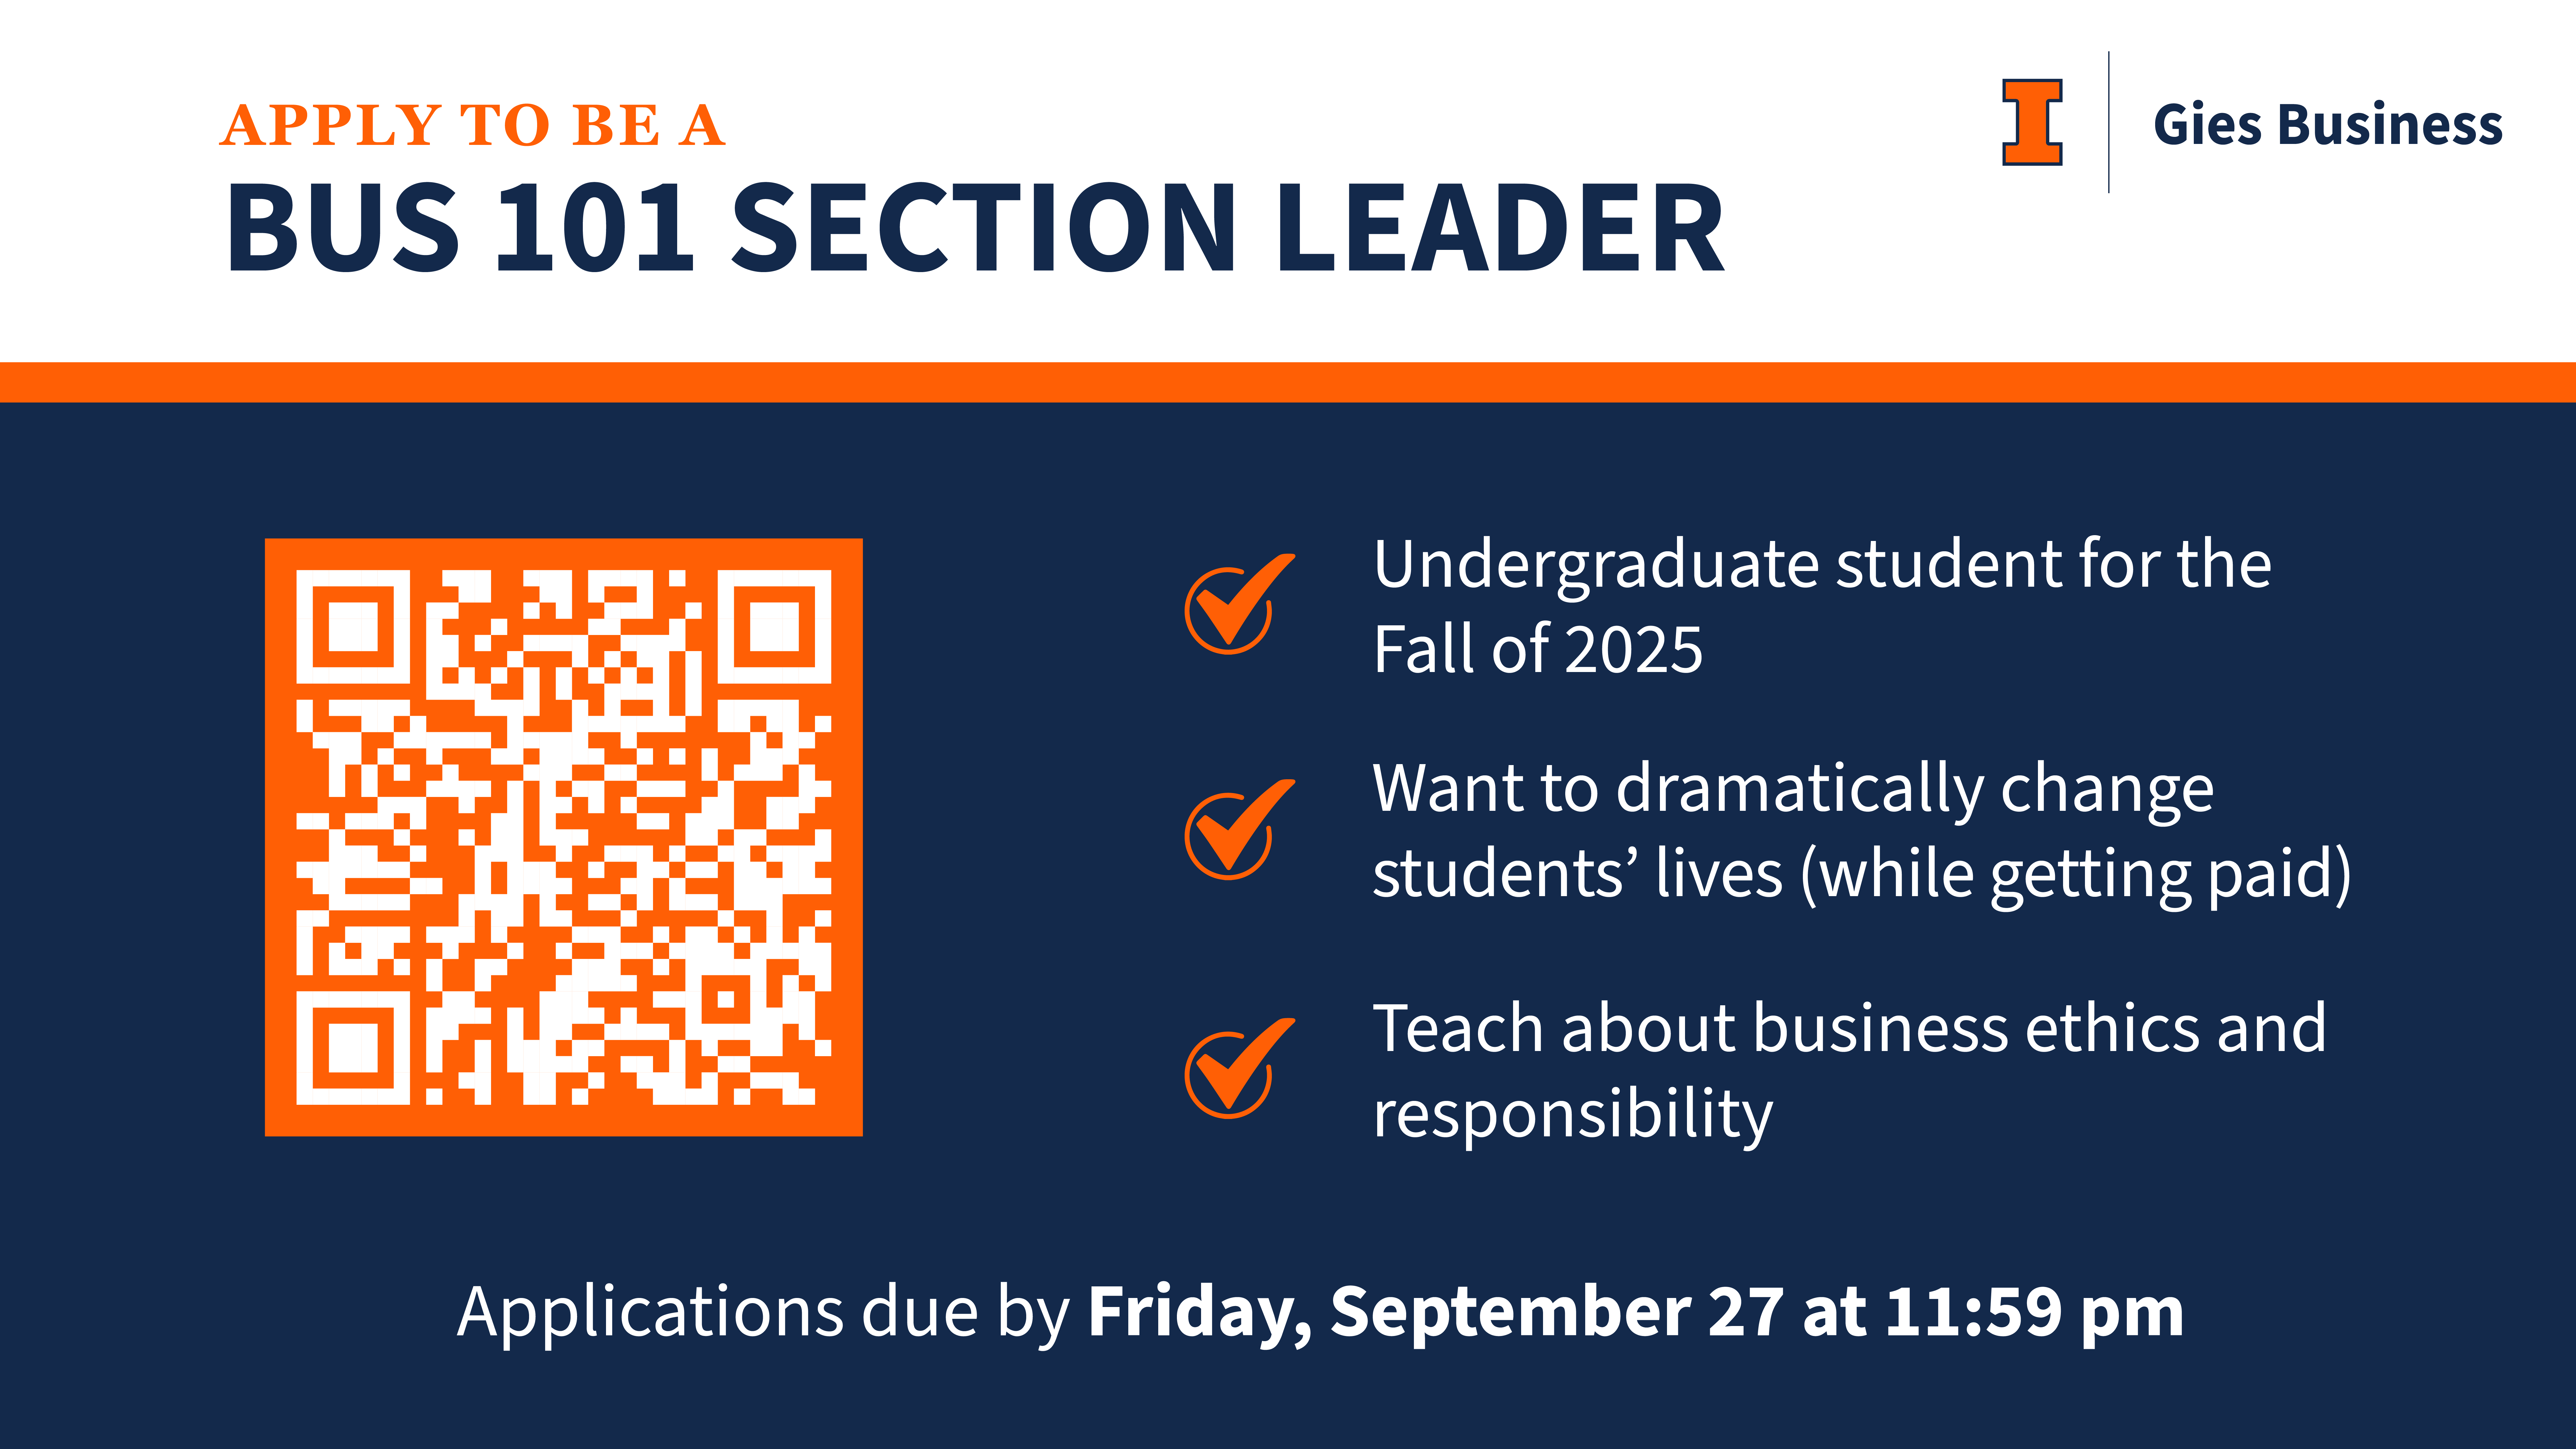 APPLY TO BE A
BUS 101 SECTION LEADER
I
Gies Business
Undergraduate student for the
Fall of 2025
Want to dramatically change
students’ lives (while getting paid)
Teach about business ethics and
responsibility
Applications due by Friday, September 27 at 11:59 pm